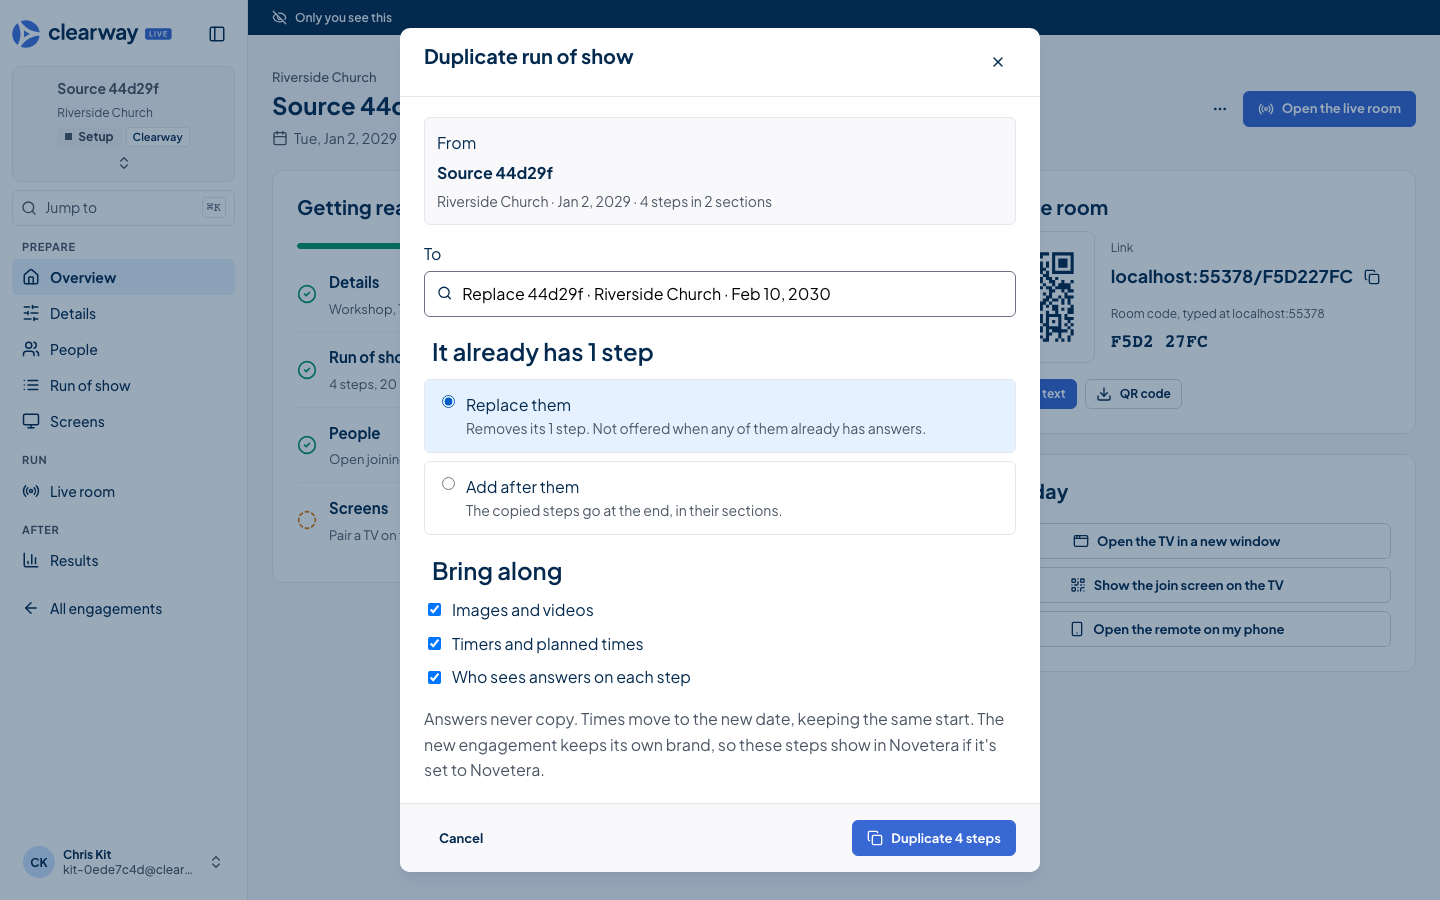 Only you see this
clearway LIVE
Source 44d29f
Riverside Church
Setup
Clearway
Jump to
⌘K
PREPARE
Overview
Details
People
Run of show
Screens
RUN
Live room
AFTER
Results
All engagements
CK
Chris Kit
kit-0ede7c4d@clear...
Riverside Church
Source 44d
Tue, Jan 2, 2029
Open the live room
Getting rea
Details
Workshop,
Run of sho
4 steps, 20
People
Open joinin
Screens
Pair a TV on
Duplicate run of show
From
Source 44d29f
Riverside Church · Jan 2, 2029 · 4 steps in 2 sections
To
Replace 44d29f · Riverside Church · Feb 10, 2030
It already has 1 step
Replace them
Removes its 1 step. Not offered when any of them already has answers.
Add after them
The copied steps go at the end, in their sections.
Bring along
Images and videos
Timers and planned times
Who sees answers on each step
Answers never copy. Times move to the new date, keeping the same start. The
new engagement keeps its own brand, so these steps show in Novetera if it's
set to Novetera.
Cancel
Duplicate 4 steps
e room
Link
localhost:55378/F5D227FC
Room code, typed at localhost:55378
F5D2 27FC
text
QR code
day
Open the TV in a new window
Show the join screen on the TV
Open the remote on my phone